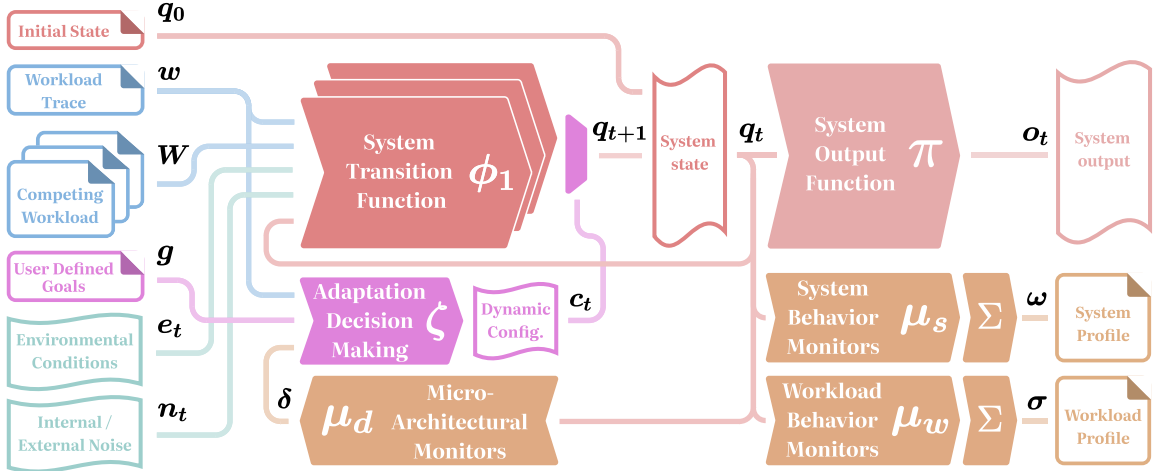 Initial State
q0
Workload
Trace
w
Competing
Workload
W
User Defined
Goals
g
Environmental
Conditions
et
Internal /
External Noise
nt
System
Transition
Function
ϕ1
Adaptation
Decision
Making
ζ
Dynamic
Config.
ct
δ
μd
Micro-
Architectural
Monitors
qt+1
System
state
qt
System
Output
Function
π
ot
System
output
System
Behavior
Monitors
μs
Σ
ω
System
Profile
Workload
Behavior
Monitors
μw
Σ
σ
Workload
Profile